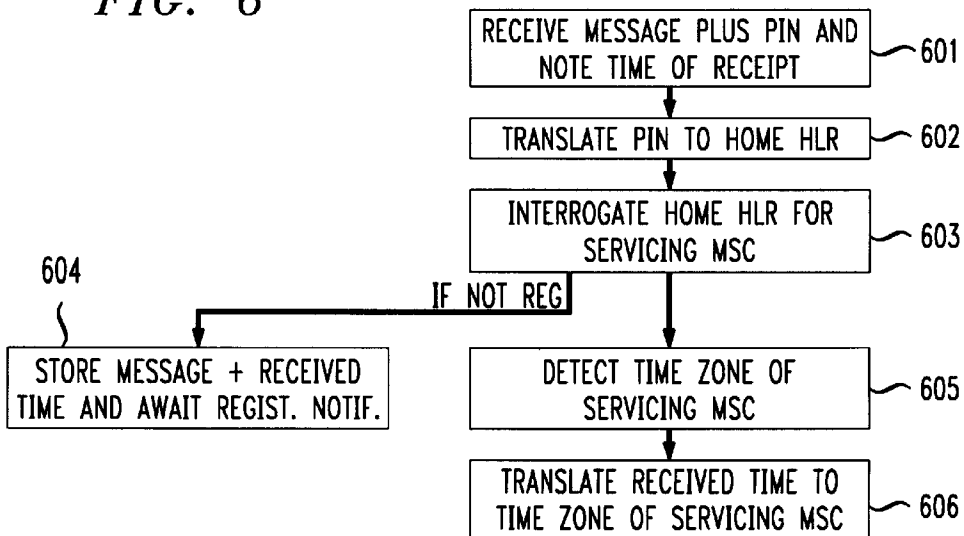 FIG. 6
RECEIVE MESSAGE PLUS PIN AND
NOTE TIME OF RECEIPT
601
TRANSLATE PIN TO HOME HLR
602
INTERROGATE HOME HLR FOR
SERVICING MSC
603
604
IF NOT REG
STORE MESSAGE + RECEIVED
TIME AND AWAIT REGIST. NOTIF.
DETECT TIME ZONE OF
SERVICING MSC
605
TRANSLATE RECEIVED TIME TO
TIME ZONE OF SERVICING MSC
606